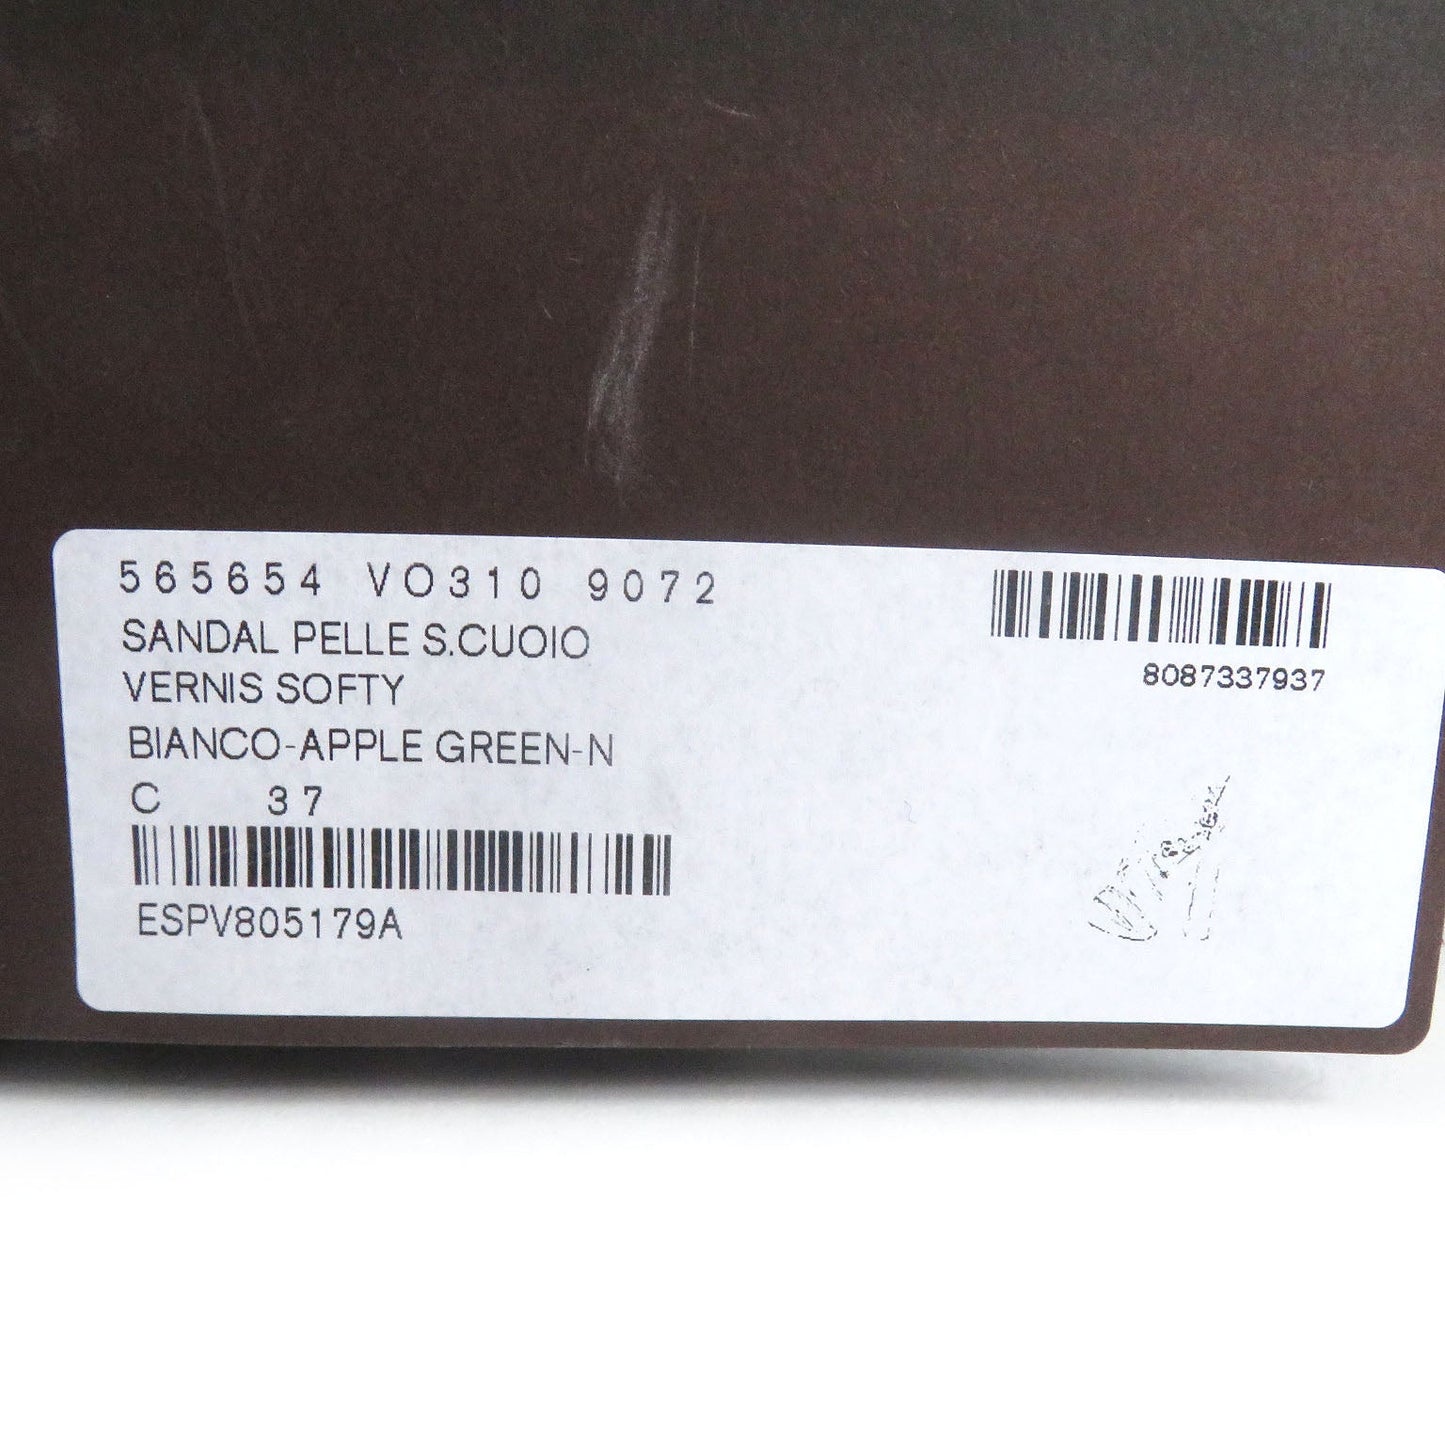 565654 VO310 9072
SANDAL PELLE S.CUOIO
VERNIS SOFTY
BIANCO-APPLE GREEN-N
C 37
ESPV805179A
8087337937